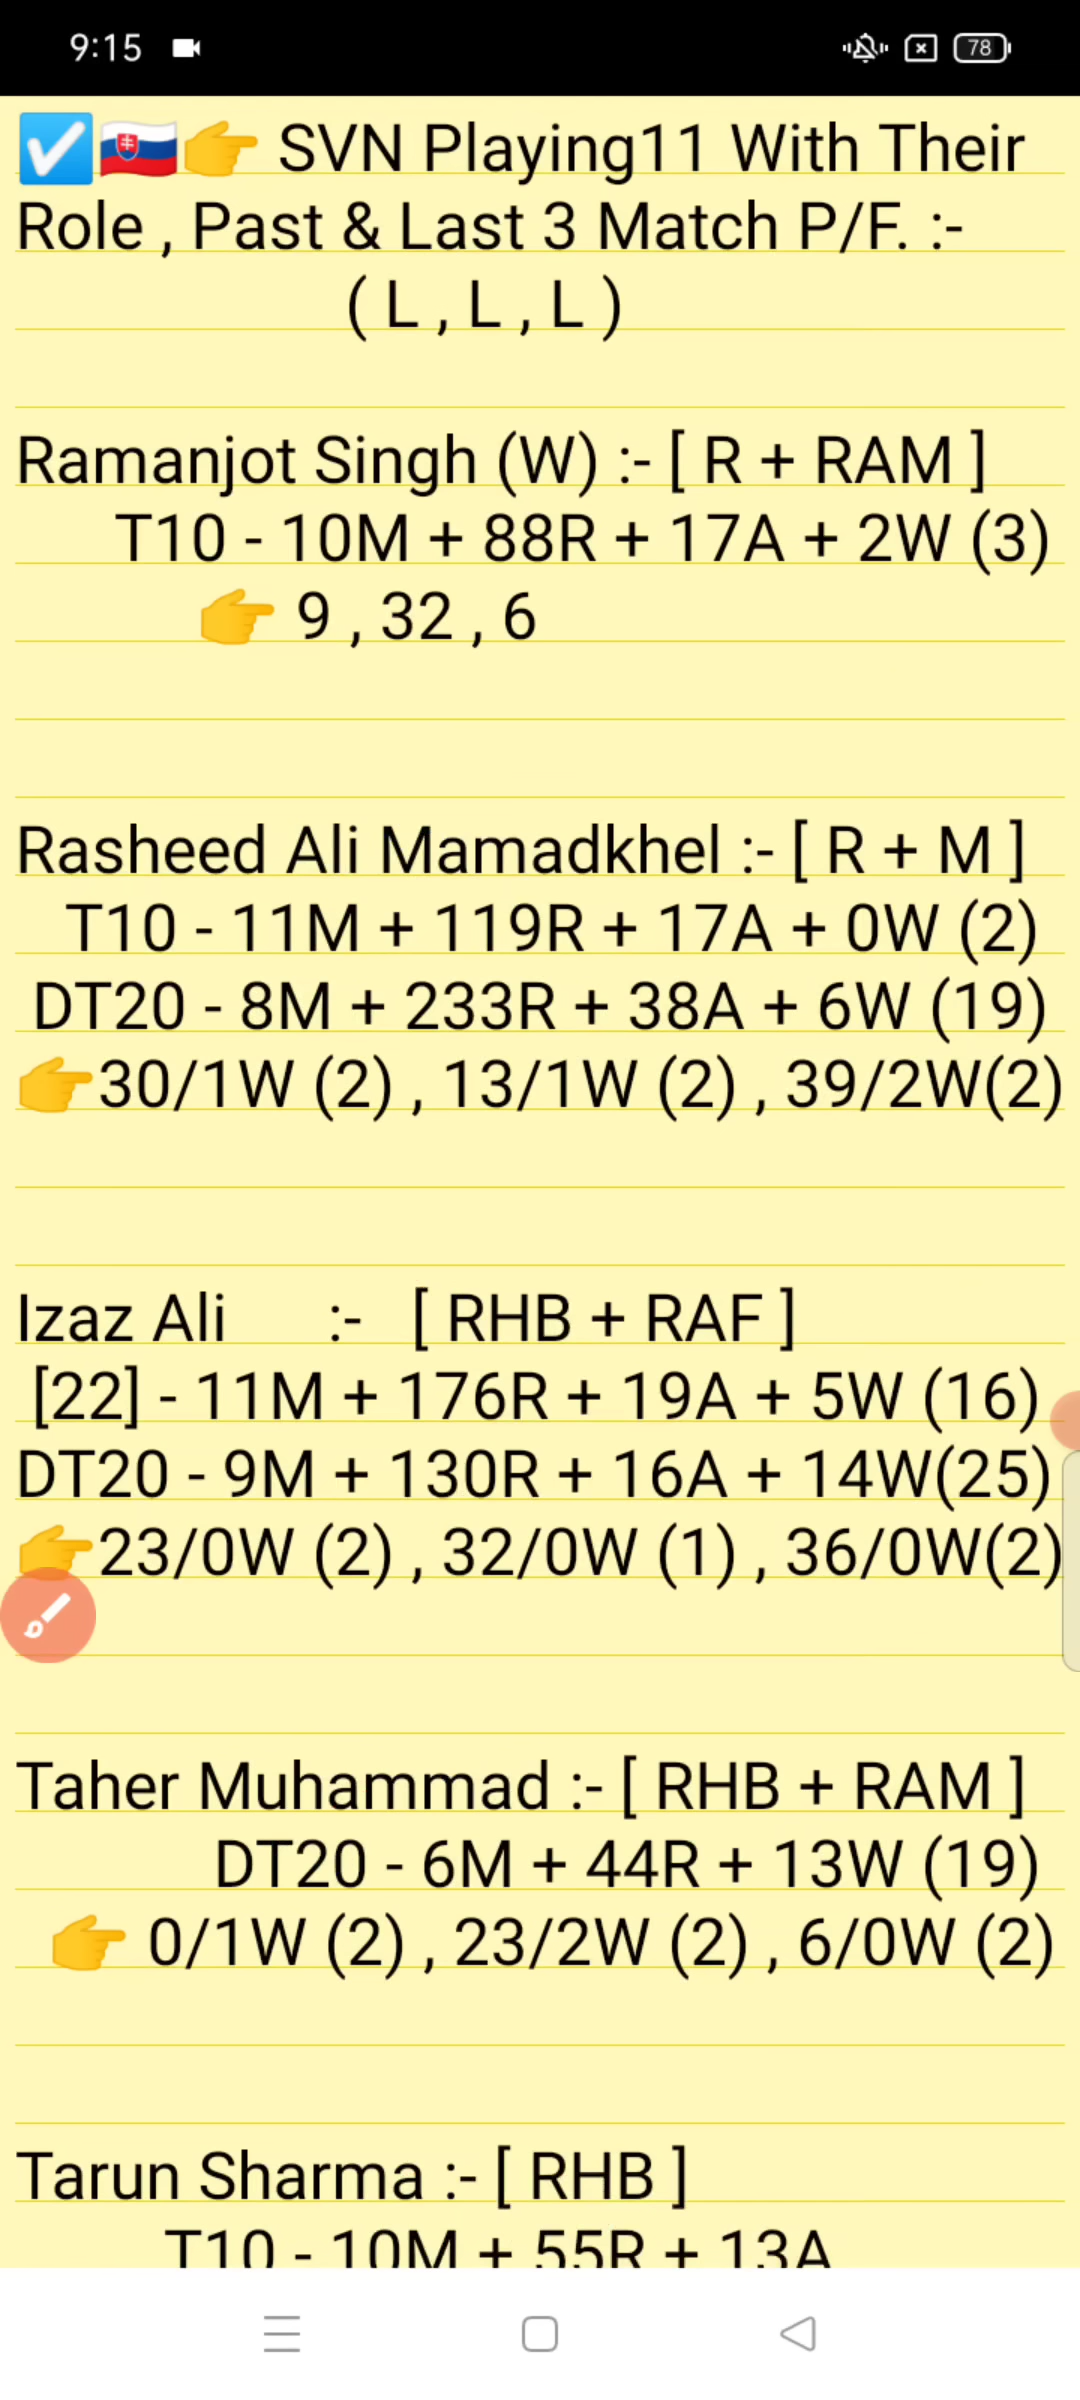 9:15 78
☑️🇸🇰👉 SVN Playing11 With Their
Role , Past & Last 3 Match P/F. :-
( L , L , L )
Ramanjot Singh (W) :- [ R + RAM ]
T10 - 10M + 88R + 17A + 2W (3)
👉 9 , 32 , 6
Rasheed Ali Mamadkhel :- [ R + M ]
T10 - 11M + 119R + 17A + 0W (2)
DT20 - 8M + 233R + 38A + 6W (19)
👉30/1W (2) , 13/1W (2) , 39/2W(2)
Izaz Ali :- [ RHB + RAF ]
[22] - 11M + 176R + 19A + 5W (16)
DT20 - 9M + 130R + 16A + 14W(25)
👉23/0W (2) , 32/0W (1) , 36/0W(2)
Taher Muhammad :- [ RHB + RAM ]
DT20 - 6M + 44R + 13W (19)
👉 0/1W (2) , 23/2W (2) , 6/0W (2)
Tarun Sharma :- [ RHB ]
T10 - 10M + 55R + 13A